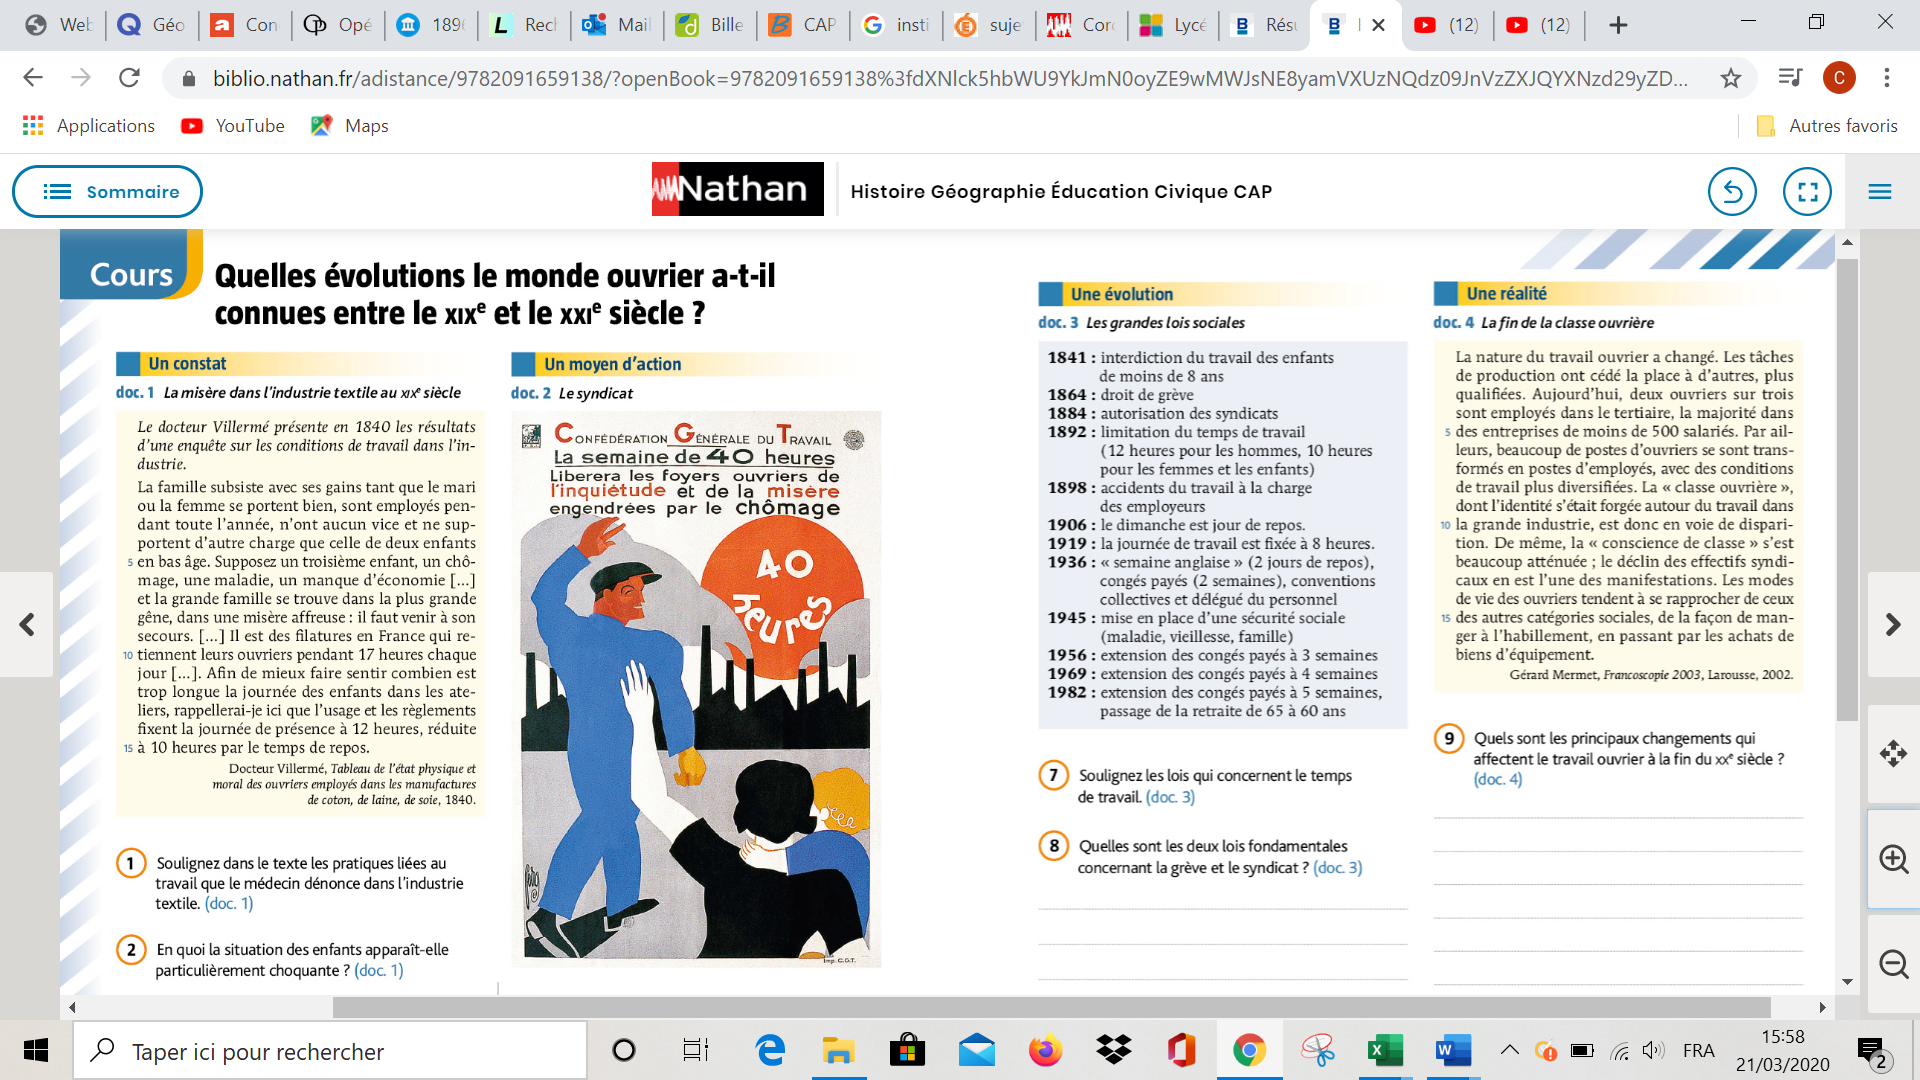 Web
Géo
Con
Opé
1896
Rech
Mail
Bille
CAP
insti
suje
Corc
Lycé
Résu
(12)
(12)
biblio.nathan.fr/adistance/9782091659138/?openBook=9782091659138%3fdXNlck5hbWU9YkJmN0oyZE9wMWJsNE8yamVXUzNQdz09JnVzZXJQYXNzd29yZD...
C
Applications
YouTube
Maps
Autres favoris
Sommaire
Nathan
Histoire Géographie Éducation Civique CAP
Cours
Quelles évolutions le monde ouvrier a-t-il
connues entre le XIXe et le XXIe siècle ?
Un constat
doc. 1 La misère dans l'industrie textile au XIXe siècle
Le docteur Villermé présente en 1840 les résultats
d'une enquête sur les conditions de travail dans l'in-
dustrie.
La famille subsiste avec ses gains tant que le mari
ou la femme se portent bien, sont employés pen-
dant toute l'année, n'ont aucun vice et ne sup-
portent d'autre charge que celle de deux enfants
5 en bas âge. Supposez un troisième enfant, un chô-
mage, une maladie, un manque d'économie [...]
et la grande famille se trouve dans la plus grande
gêne, dans une misère affreuse : il faut venir à son
secours. [...] Il est des filatures en France qui re-
10 tiennent leurs ouvriers pendant 17 heures chaque
jour [...]. Afin de mieux faire sentir combien est
trop longue la journée des enfants dans les ate-
liers, rappellerai-je ici que l'usage et les règlements
fixent la journée de présence à 12 heures, réduite
15 à 10 heures par le temps de repos.
Docteur Villermé, Tableau de l'état physique et
moral des ouvriers employés dans les manufactures
de coton, de laine, de soie, 1840.
1 Soulignez dans le texte les pratiques liées au
travail que le médecin dénonce dans l'industrie
textile. (doc. 1)
2 En quoi la situation des enfants apparaît-elle
particulièrement choquante ? (doc. 1)
Un moyen d'action
doc. 2 Le syndicat
CONFÉDÉRATION GÉNÉRALE DU TRAVAIL
La semaine de 40 heures
Liberera les foyers ouvriers de
l'inquiétude et de la misère
engendrées par le chômage
40
heures
Imp. C.G.T.
Une évolution
doc. 3 Les grandes lois sociales
1841 : interdiction du travail des enfants
de moins de 8 ans
1864 : droit de grève
1884 : autorisation des syndicats
1892 : limitation du temps de travail
(12 heures pour les hommes, 10 heures
pour les femmes et les enfants)
1898 : accidents du travail à la charge
des employeurs
1906 : le dimanche est jour de repos.
1919 : la journée de travail est fixée à 8 heures.
1936 : « semaine anglaise » (2 jours de repos),
congés payés (2 semaines), conventions
collectives et délégué du personnel
1945 : mise en place d'une sécurité sociale
(maladie, vieillesse, famille)
1956 : extension des congés payés à 3 semaines
1969 : extension des congés payés à 4 semaines
1982 : extension des congés payés à 5 semaines,
passage de la retraite de 65 à 60 ans
7 Soulignez les lois qui concernent le temps
de travail. (doc. 3)
8 Quelles sont les deux lois fondamentales
concernant la grève et le syndicat ? (doc. 3)
Une réalité
doc. 4 La fin de la classe ouvrière
La nature du travail ouvrier a changé. Les tâches
de production ont cédé la place à d'autres, plus
qualifiées. Aujourd'hui, deux ouvriers sur trois
sont employés dans le tertiaire, la majorité dans
5 des entreprises de moins de 500 salariés. Par ail-
leurs, beaucoup de postes d'ouvriers se sont trans-
formés en postes d'employés, avec des conditions
de travail plus diversifiées. La « classe ouvrière »,
dont l'identité s'était forgée autour du travail dans
10 la grande industrie, est donc en voie de dispari-
tion. De même, la « conscience de classe » s'est
beaucoup atténuée ; le déclin des effectifs syndi-
caux en est l'une des manifestations. Les modes
de vie des ouvriers tendent à se rapprocher de ceux
15 des autres catégories sociales, de la façon de man-
ger à l'habillement, en passant par les achats de
biens d'équipement.
Gérard Mermet, Francoscopie 2003, Larousse, 2002.
9 Quels sont les principaux changements qui
affectent le travail ouvrier à la fin du XXe siècle ?
(doc. 4)
Taper ici pour rechercher
FRA
15:58
21/03/2020
2